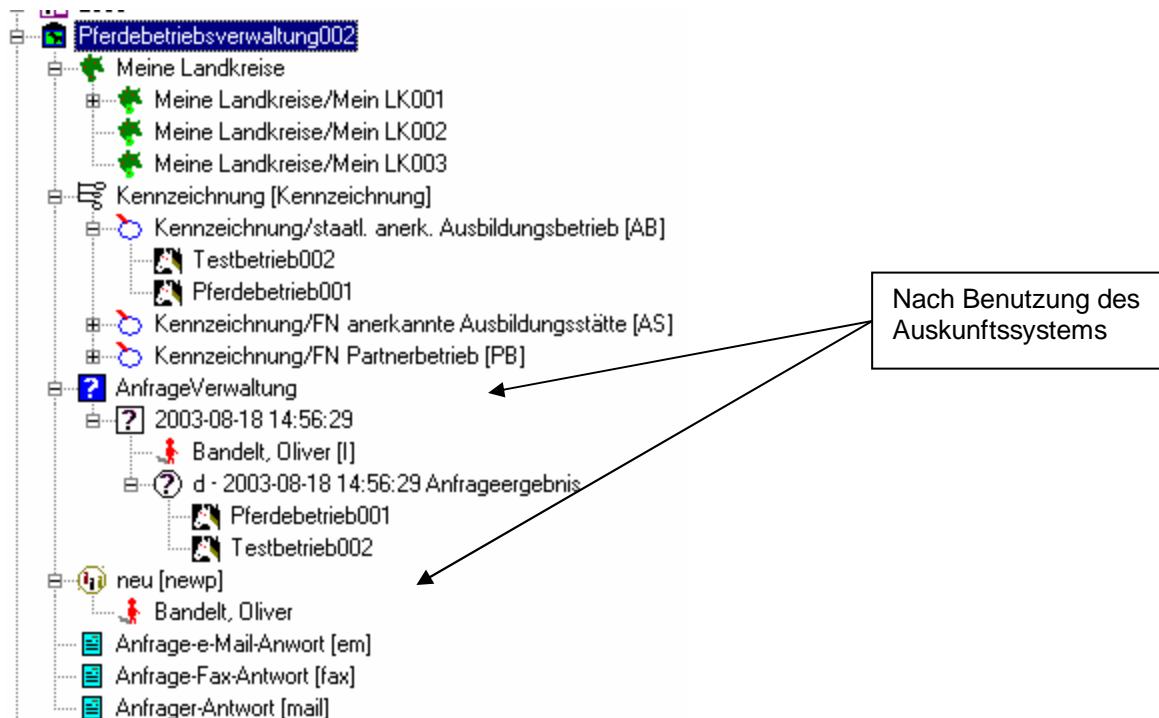 Pferdebetriebsverwaltung002
Meine Landkreise
Meine Landkreise/Mein LK001
Meine Landkreise/Mein LK002
Meine Landkreise/Mein LK003
Kennzeichnung [Kennzeichnung]
Kennzeichnung/staatl. anerk. Ausbildungsbetrieb [AB]
Testbetrieb002
Pferdebetrieb001
Kennzeichnung/FN anerkannte Ausbildungsstätte [AS]
Kennzeichnung/FN Partnerbetrieb [PB]
AnfrageVerwaltung
2003-08-18 14:56:29
Bandelt, Oliver [I]
d - 2003-08-18 14:56:29 Anfrageergebnis
Pferdebetrieb001
Testbetrieb002
neu [newp]
Bandelt, Oliver
Anfrage-e-Mail-Anwort [em]
Anfrage-Fax-Antwort [fax]
Anfrager-Antwort [mail]
Nach Benutzung des
Auskunftssystems